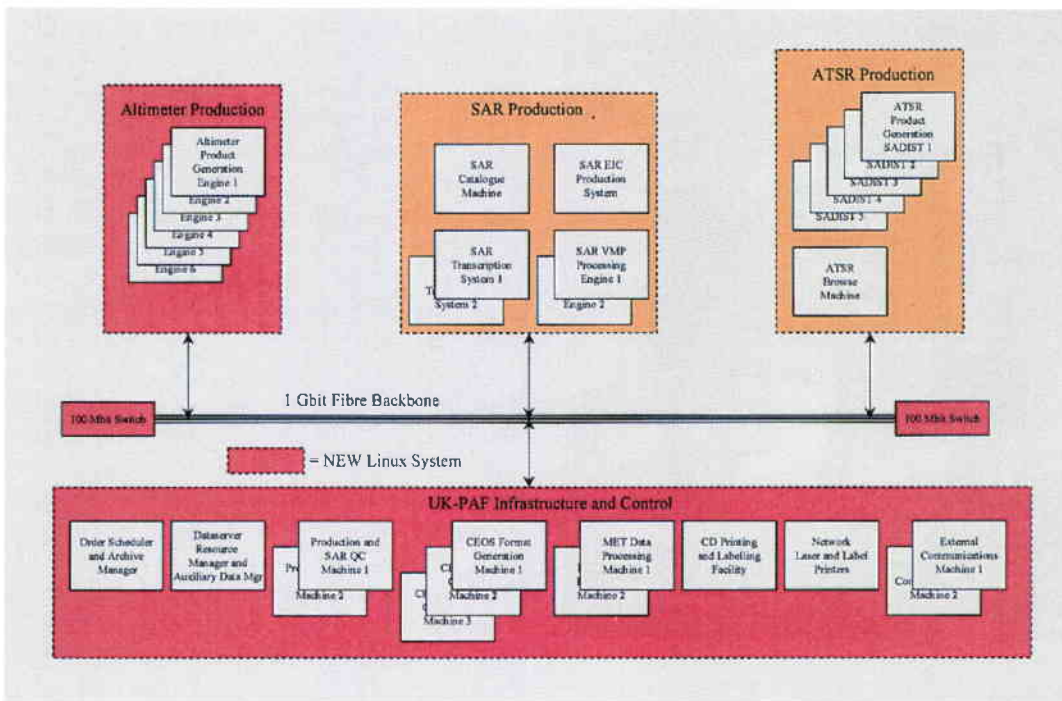 Altimeter Production
Altimeter
Product
Generation
Engine 1
Engine 2
Engine 3
Engine 4
Engine 5
Engine 6
SAR Production
SAR
Catalogue
Machine
SAR EIC
Production
System
SAR
Transcription
System 1
System 2
SAR VMP
Processing
Engine 1
Engine 2
ATSR Production
ATSR
Product
Generation
SADIST 1
SADIST 2
SADIST 3
SADIST 4
SADIST 5
ATSR
Browse
Machine
1 Gbit Fibre Backbone
100 Mbit Switch
100 Mbit Switch
= NEW Linux System
UK-PAF Infrastructure and Control
Order Scheduler
and Archive
Manager
Dataserver
Resource
Manager and
Auxiliary Data Mgr
Production and
SAR QC
Machine 1
Machine 2
CEOS Format
Generation
Machine 1
Machine 2
Machine 3
MET Data
Processing
Machine 1
Machine 2
CD Printing
and Labelling
Facility
Network
Laser and Label
Printers
External
Communications
Machine 1
Machine 2